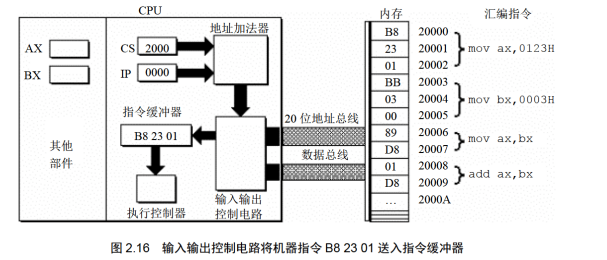 CPU
内存
汇编指令
地址加法器
AX
BX
CS 2000
IP 0000
指令缓冲器
B8 23 01
其他
部件
执行控制器
输入输出
控制电路
20 位地址总线
数据总线
B8 20000
23 20001 mov ax,0123H
01 20002
BB 20003
03 20004 mov bx,0003H
00 20005
89 20006
D8 20007 mov ax,bx
01 20008
D8 20009 add ax,bx
… 2000A
图 2.16 输入输出控制电路将机器指令 B8 23 01 送入指令缓冲器